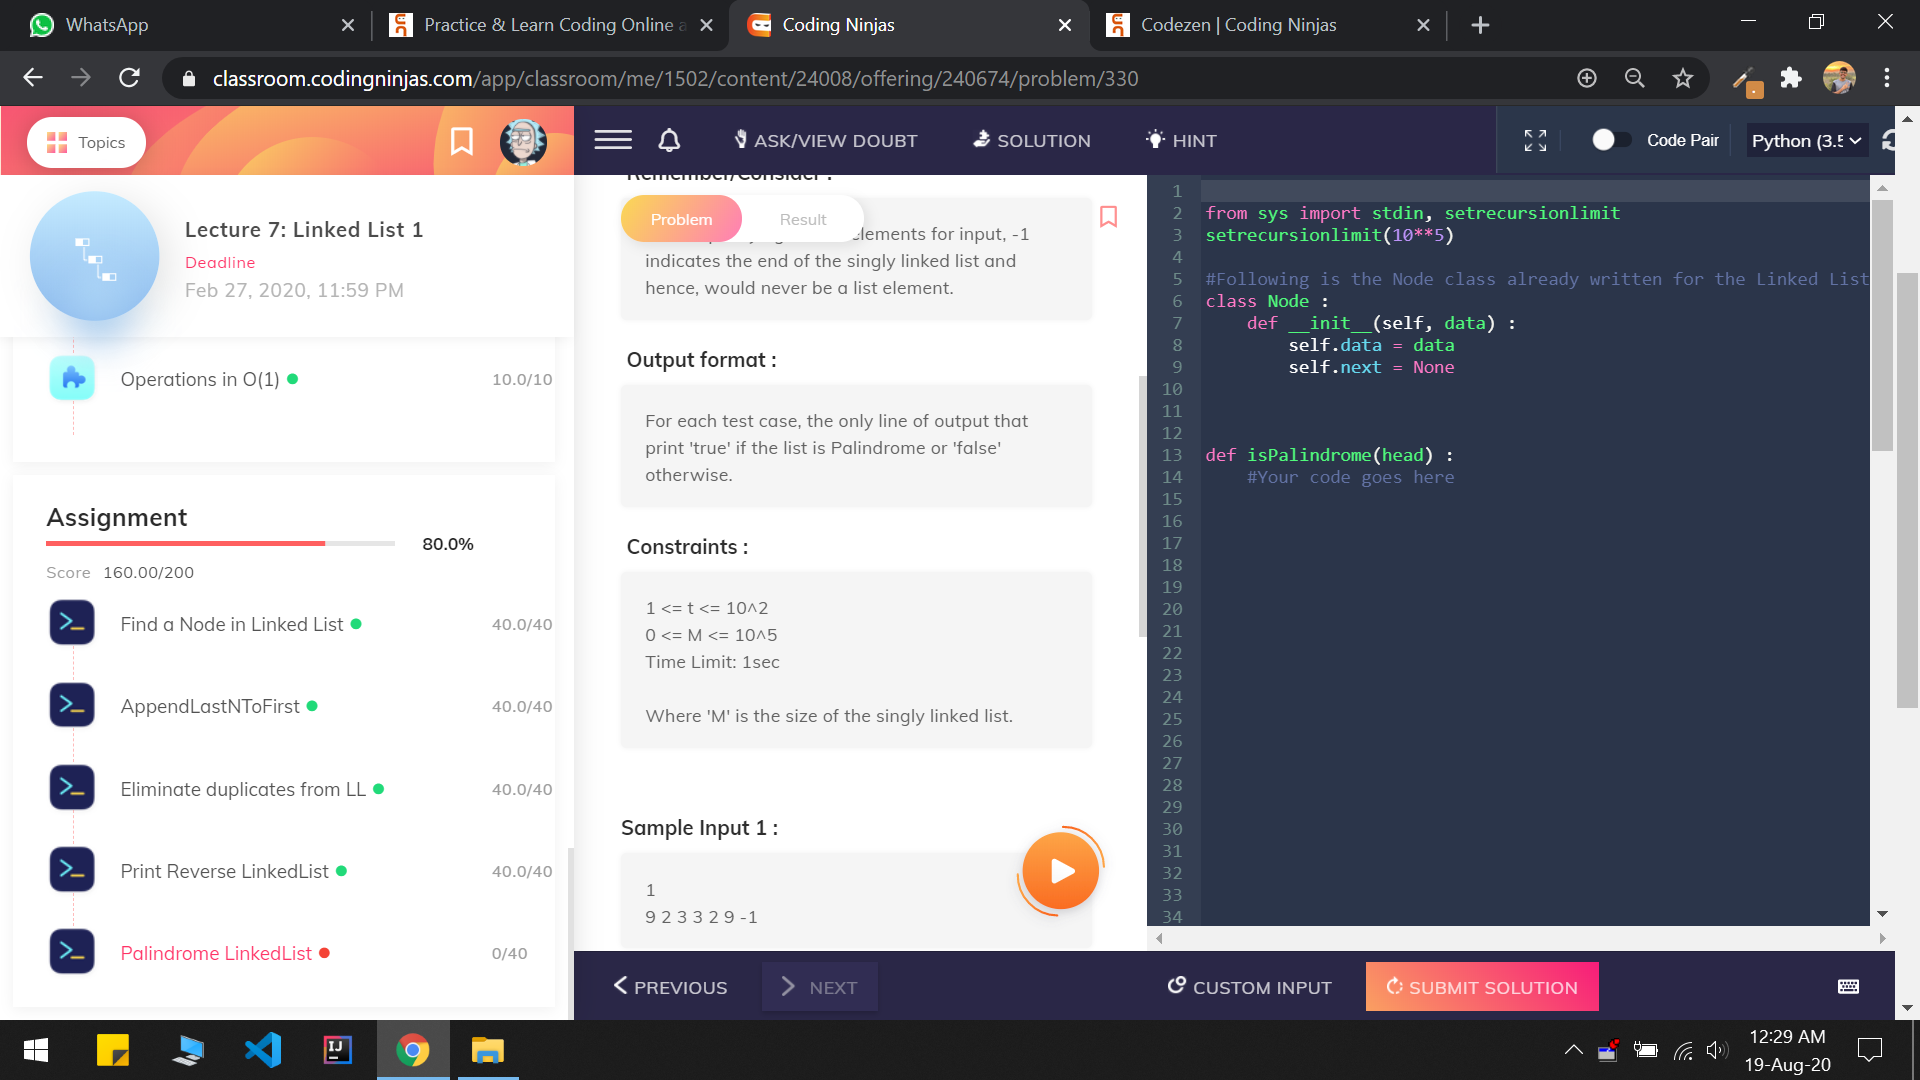 WhatsApp
Practice & Learn Coding Online a
Coding Ninjas
Codezen | Coding Ninjas
classroom.codingninjas.com/app/classroom/me/1502/content/24008/offering/240674/problem/330
Topics
ASK/VIEW DOUBT
SOLUTION
HINT
Code Pair
Python (3.5
Lecture 7: Linked List 1
Deadline
Feb 27, 2020, 11:59 PM
Operations in O(1)
10.0/10
Assignment
80.0%
Score 160.00/200
Find a Node in Linked List
40.0/40
AppendLastNToFirst
40.0/40
Eliminate duplicates from LL
40.0/40
Print Reverse LinkedList
40.0/40
Palindrome LinkedList
0/40
Remember/Consider :
Problem
Result
elements for input, -1
indicates the end of the singly linked list and
hence, would never be a list element.
Output format :
For each test case, the only line of output that
print 'true' if the list is Palindrome or 'false'
otherwise.
Constraints :
1 <= t <= 10^2
0 <= M <= 10^5
Time Limit: 1sec
Where 'M' is the size of the singly linked list.
Sample Input 1 :
1
9 2 3 3 2 9 -1
1
2 from sys import stdin, setrecursionlimit
3 setrecursionlimit(10**5)
4
5 #Following is the Node class already written for the Linked List
6 class Node :
7 def __init__(self, data) :
8 self.data = data
9 self.next = None
10
11
12
13 def isPalindrome(head) :
14 #Your code goes here
15
16
17
18
19
20
21
22
23
24
25
26
27
28
29
30
31
32
33
34
PREVIOUS
NEXT
CUSTOM INPUT
SUBMIT SOLUTION
IJ
12:29 AM
19-Aug-20